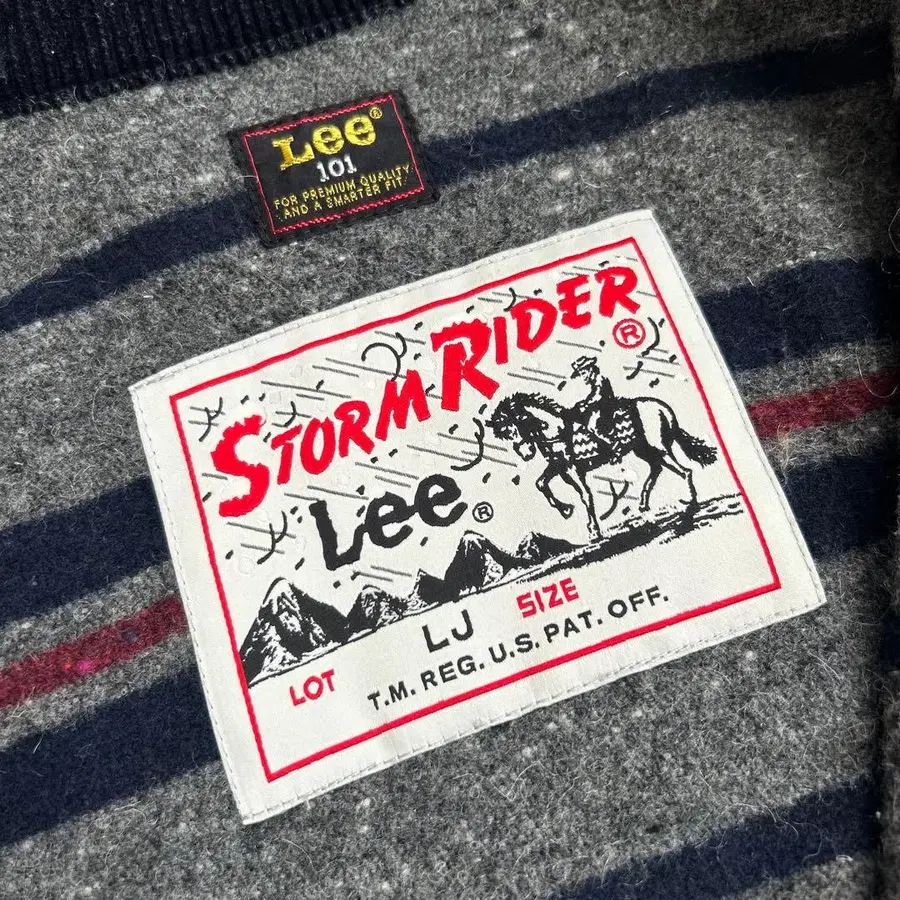 Lee®
101
FOR PREMIUM QUALITY
AND A SMARTER FIT.
STORM RIDER®
Lee®
LOT LJ SIZE
T.M. REG. U.S. PAT. OFF.